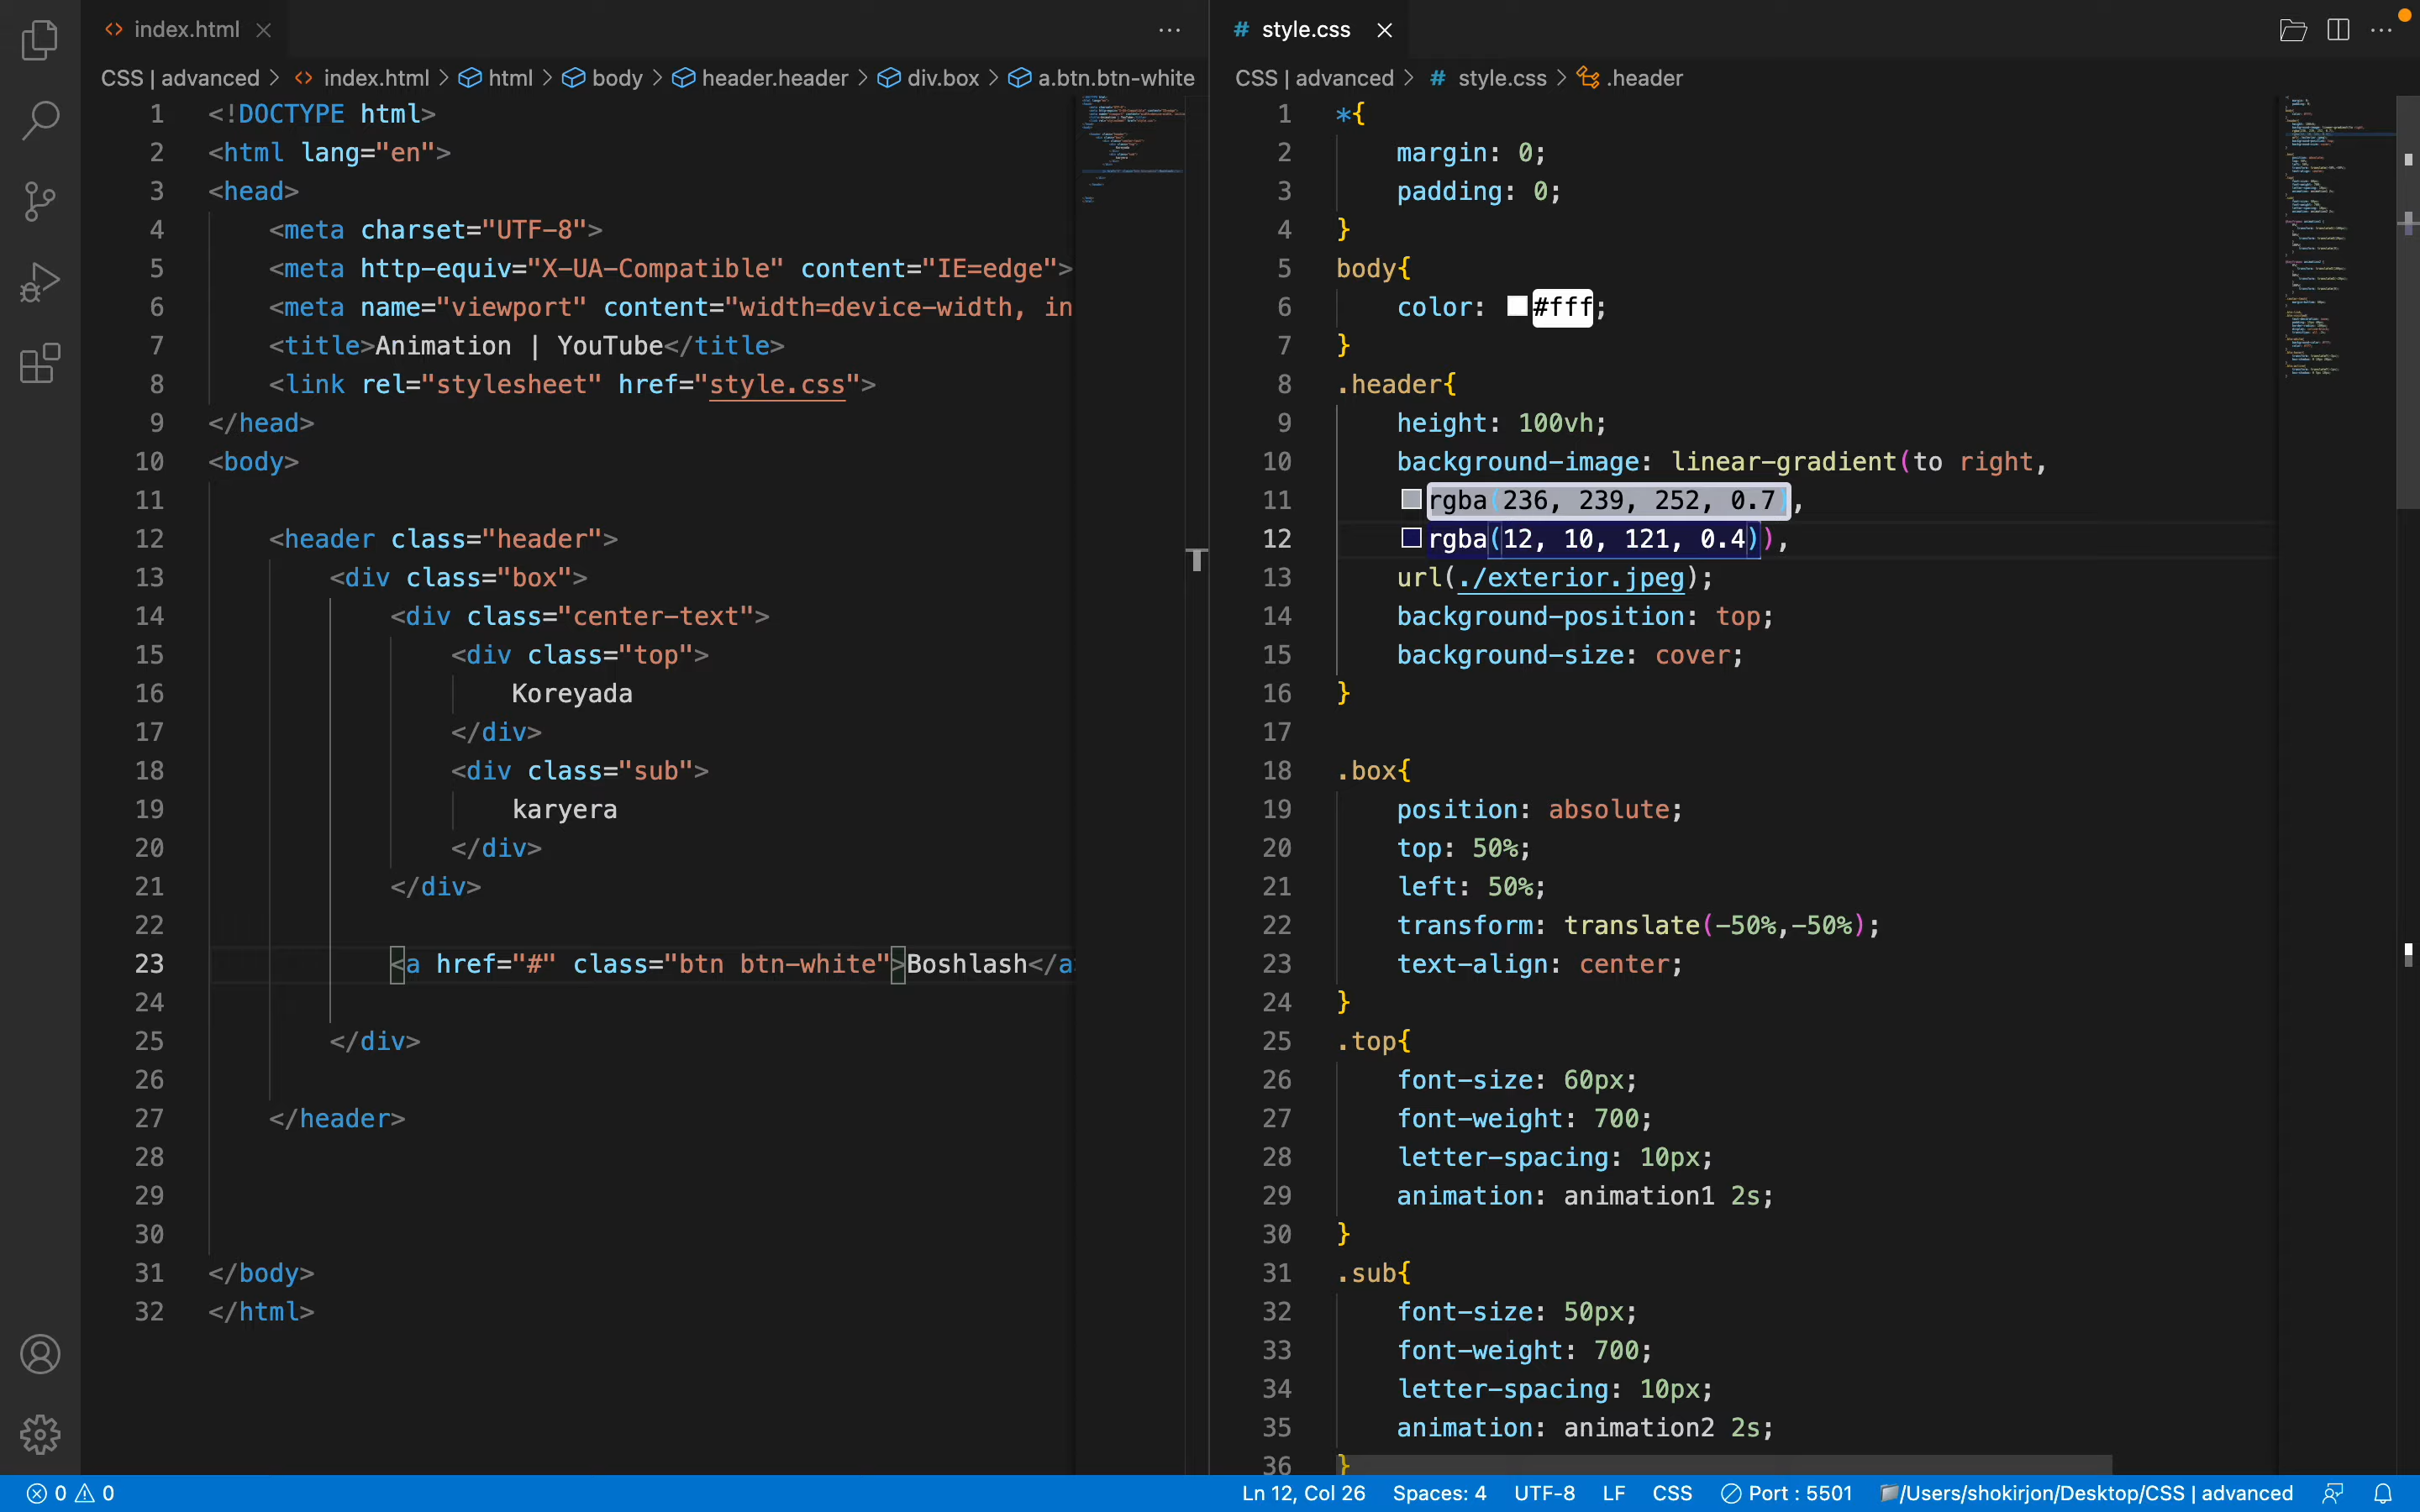 index.html
CSS | advanced > index.html > html > body > header.header > div.box > a.btn.btn-white
1 <!DOCTYPE html>
2 <html lang="en">
3 <head>
4 <meta charset="UTF-8">
5 <meta http-equiv="X-UA-Compatible" content="IE=edge">
6 <meta name="viewport" content="width=device-width, in
7 <title>Animation | YouTube</title>
8 <link rel="stylesheet" href="style.css">
9 </head>
10 <body>
11
12 <header class="header">
13 <div class="box">
14 <div class="center-text">
15 <div class="top">
16 Koreyada
17 </div>
18 <div class="sub">
19 karyera
20 </div>
21 </div>
22
23 <a href="#" class="btn btn-white">Boshlash</a
24
25 </div>
26
27 </header>
28
29
30
31 </body>
32 </html>
# style.css
CSS | advanced > # style.css > .header
1 *{
2 margin: 0;
3 padding: 0;
4 }
5 body{
6 color: #fff;
7 }
8 .header{
9 height: 100vh;
10 background-image: linear-gradient(to right,
11 rgba(236, 239, 252, 0.7),
12 rgba(12, 10, 121, 0.4)),
13 url(./exterior.jpeg);
14 background-position: top;
15 background-size: cover;
16 }
17
18 .box{
19 position: absolute;
20 top: 50%;
21 left: 50%;
22 transform: translate(-50%,-50%);
23 text-align: center;
24 }
25 .top{
26 font-size: 60px;
27 font-weight: 700;
28 letter-spacing: 10px;
29 animation: animation1 2s;
30 }
31 .sub{
32 font-size: 50px;
33 font-weight: 700;
34 letter-spacing: 10px;
35 animation: animation2 2s;
36 }
0 0 Ln 12, Col 26 Spaces: 4 UTF-8 LF CSS Port : 5501 /Users/shokirjon/Desktop/CSS | advanced